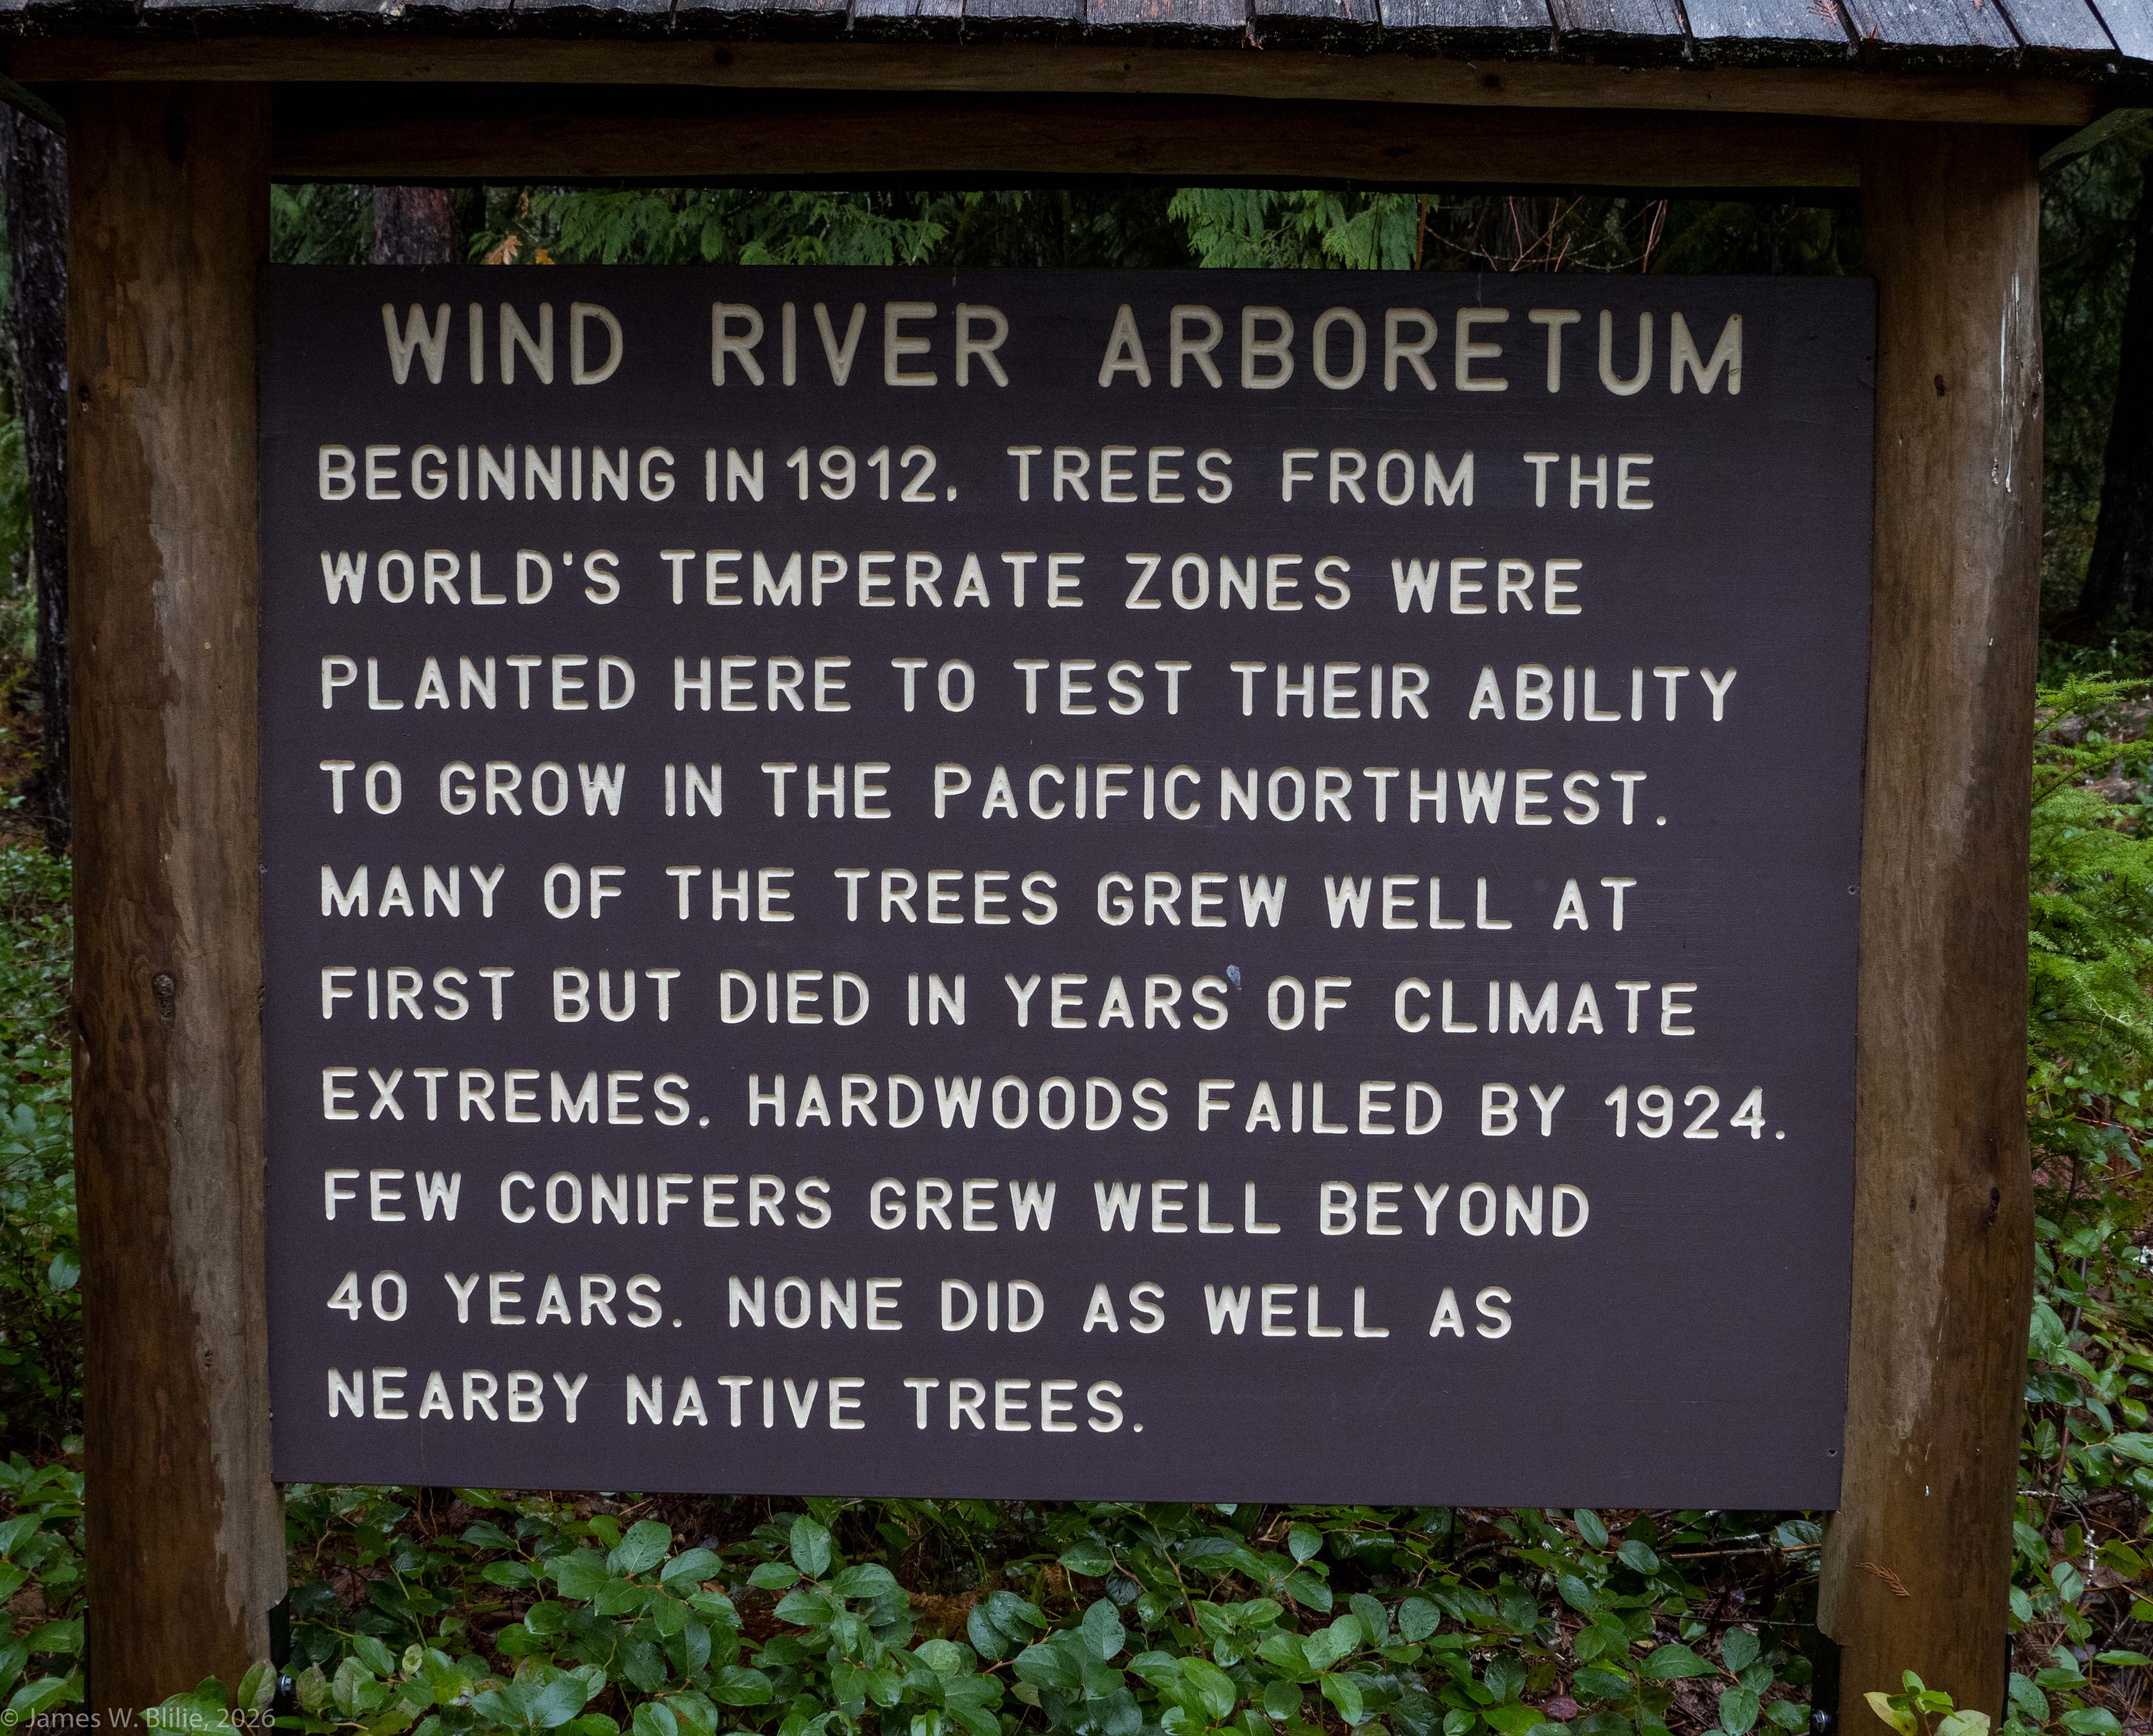 WIND RIVER ARBORETUM
BEGINNING IN 1912, TREES FROM THE
WORLD'S TEMPERATE ZONES WERE
PLANTED HERE TO TEST THEIR ABILITY
TO GROW IN THE PACIFIC NORTHWEST.
MANY OF THE TREES GREW WELL AT
FIRST BUT DIED IN YEARS OF CLIMATE
EXTREMES. HARDWOODS FAILED BY 1924.
FEW CONIFERS GREW WELL BEYOND
40 YEARS. NONE DID AS WELL AS
NEARBY NATIVE TREES.
© James W. Blilie, 2026